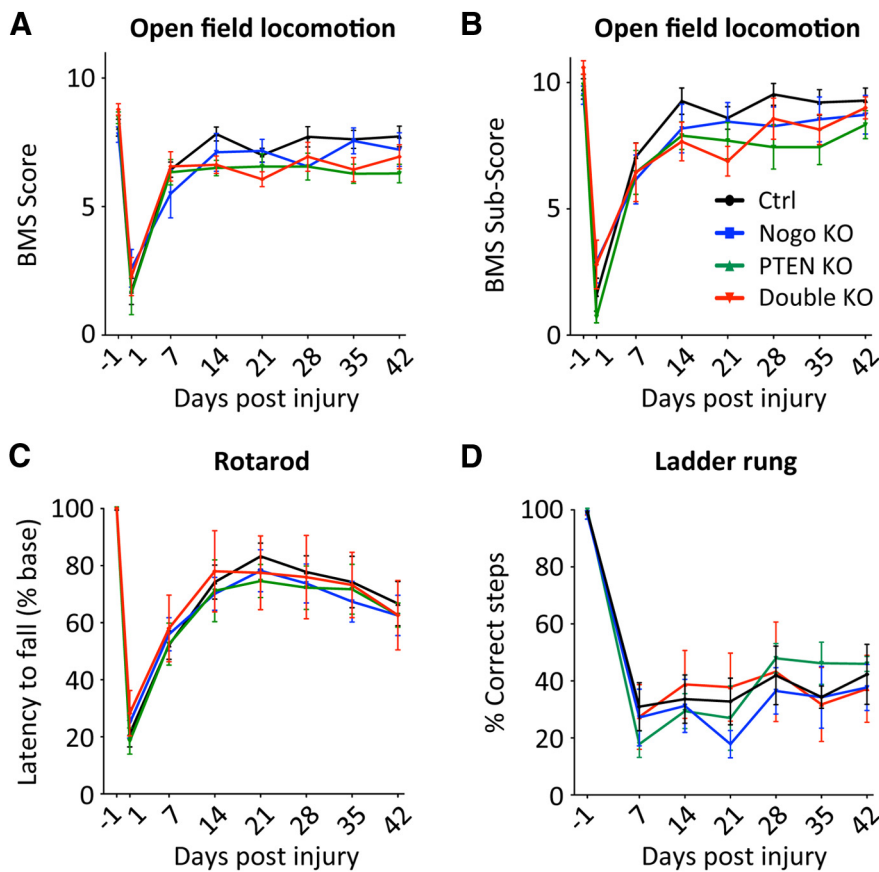 A
Open field locomotion
BMS Score
10
5
0
-1 1 7 14 21 28 35 42
Days post injury
B
Open field locomotion
BMS Sub-Score
10
5
0
Ctrl
Nogo KO
PTEN KO
Double KO
-1 1 7 14 21 28 35 42
Days post injury
C
Rotarod
Latency to fall (% base)
100
80
60
40
20
0
-1 1 7 14 21 28 35 42
Days post injury
D
Ladder rung
% Correct steps
100
80
60
40
20
0
-1 7 14 21 28 35 42
Days post injury